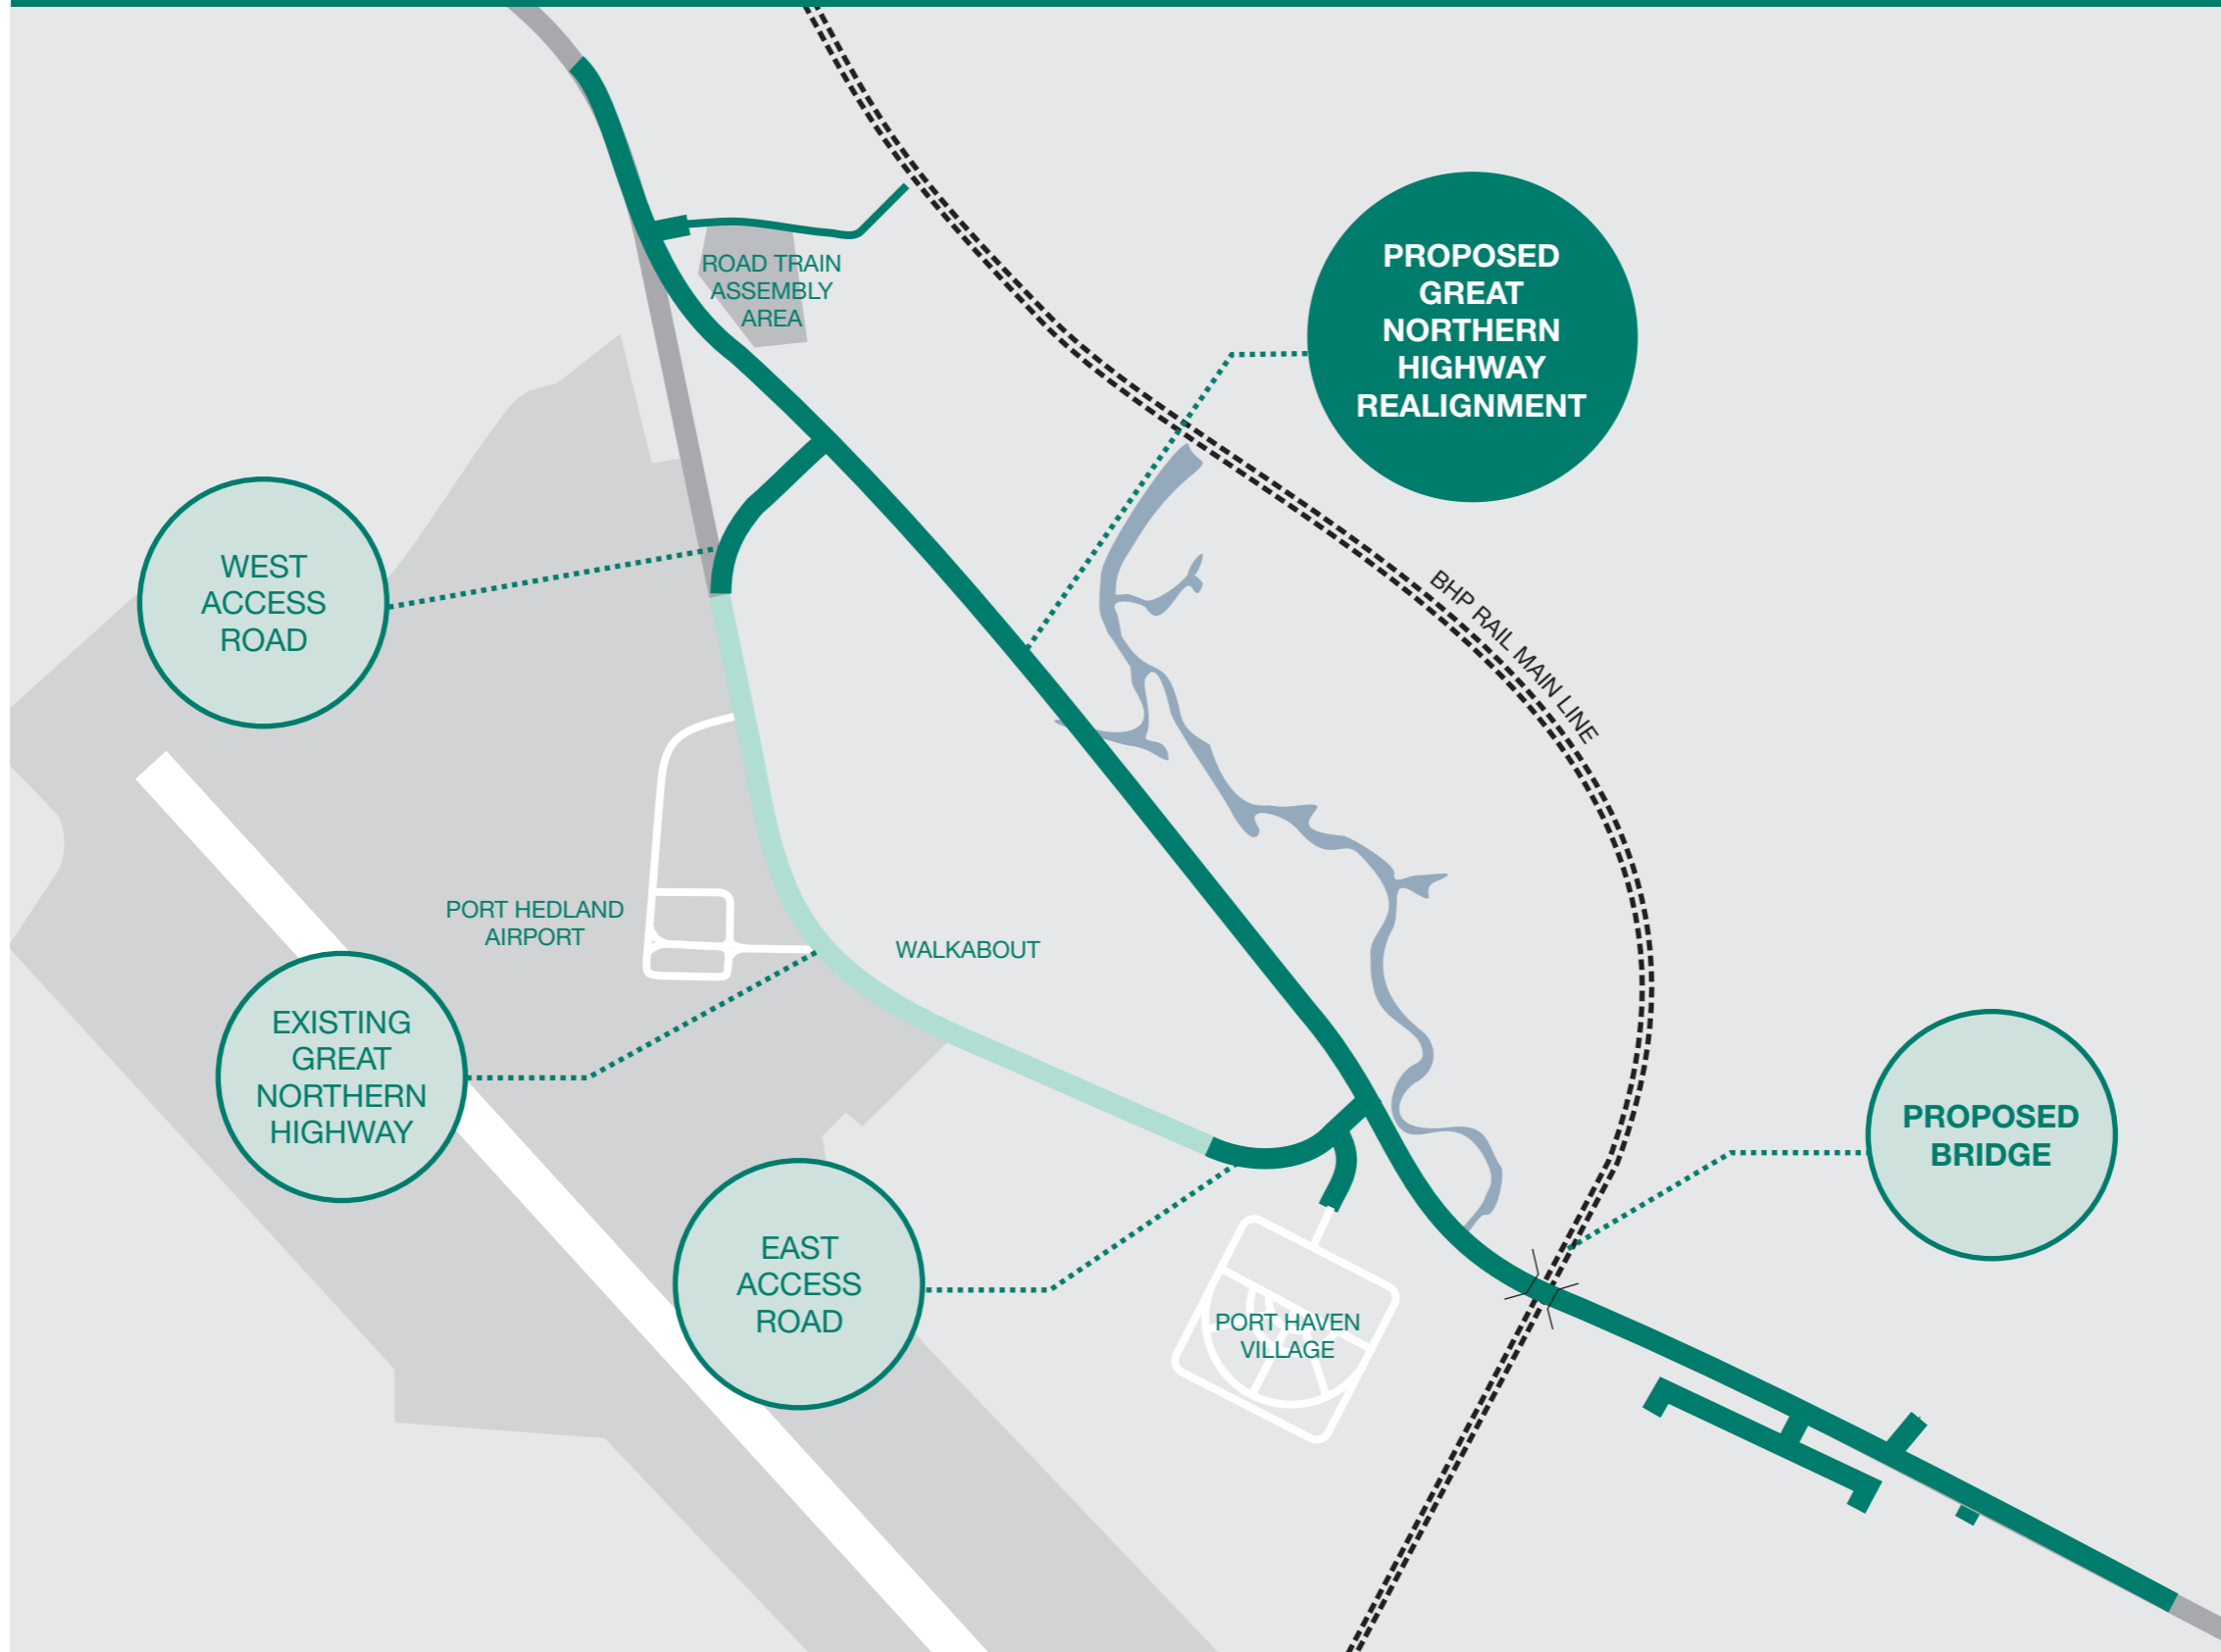 ROAD TRAIN
ASSEMBLY
AREA
PROPOSED
GREAT
NORTHERN
HIGHWAY
REALIGNMENT
WEST
ACCESS
ROAD
BHP RAIL MAIN LINE
PORT HEDLAND
AIRPORT
WALKABOUT
EXISTING
GREAT
NORTHERN
HIGHWAY
PROPOSED
BRIDGE
EAST
ACCESS
ROAD
PORT HAVEN
VILLAGE